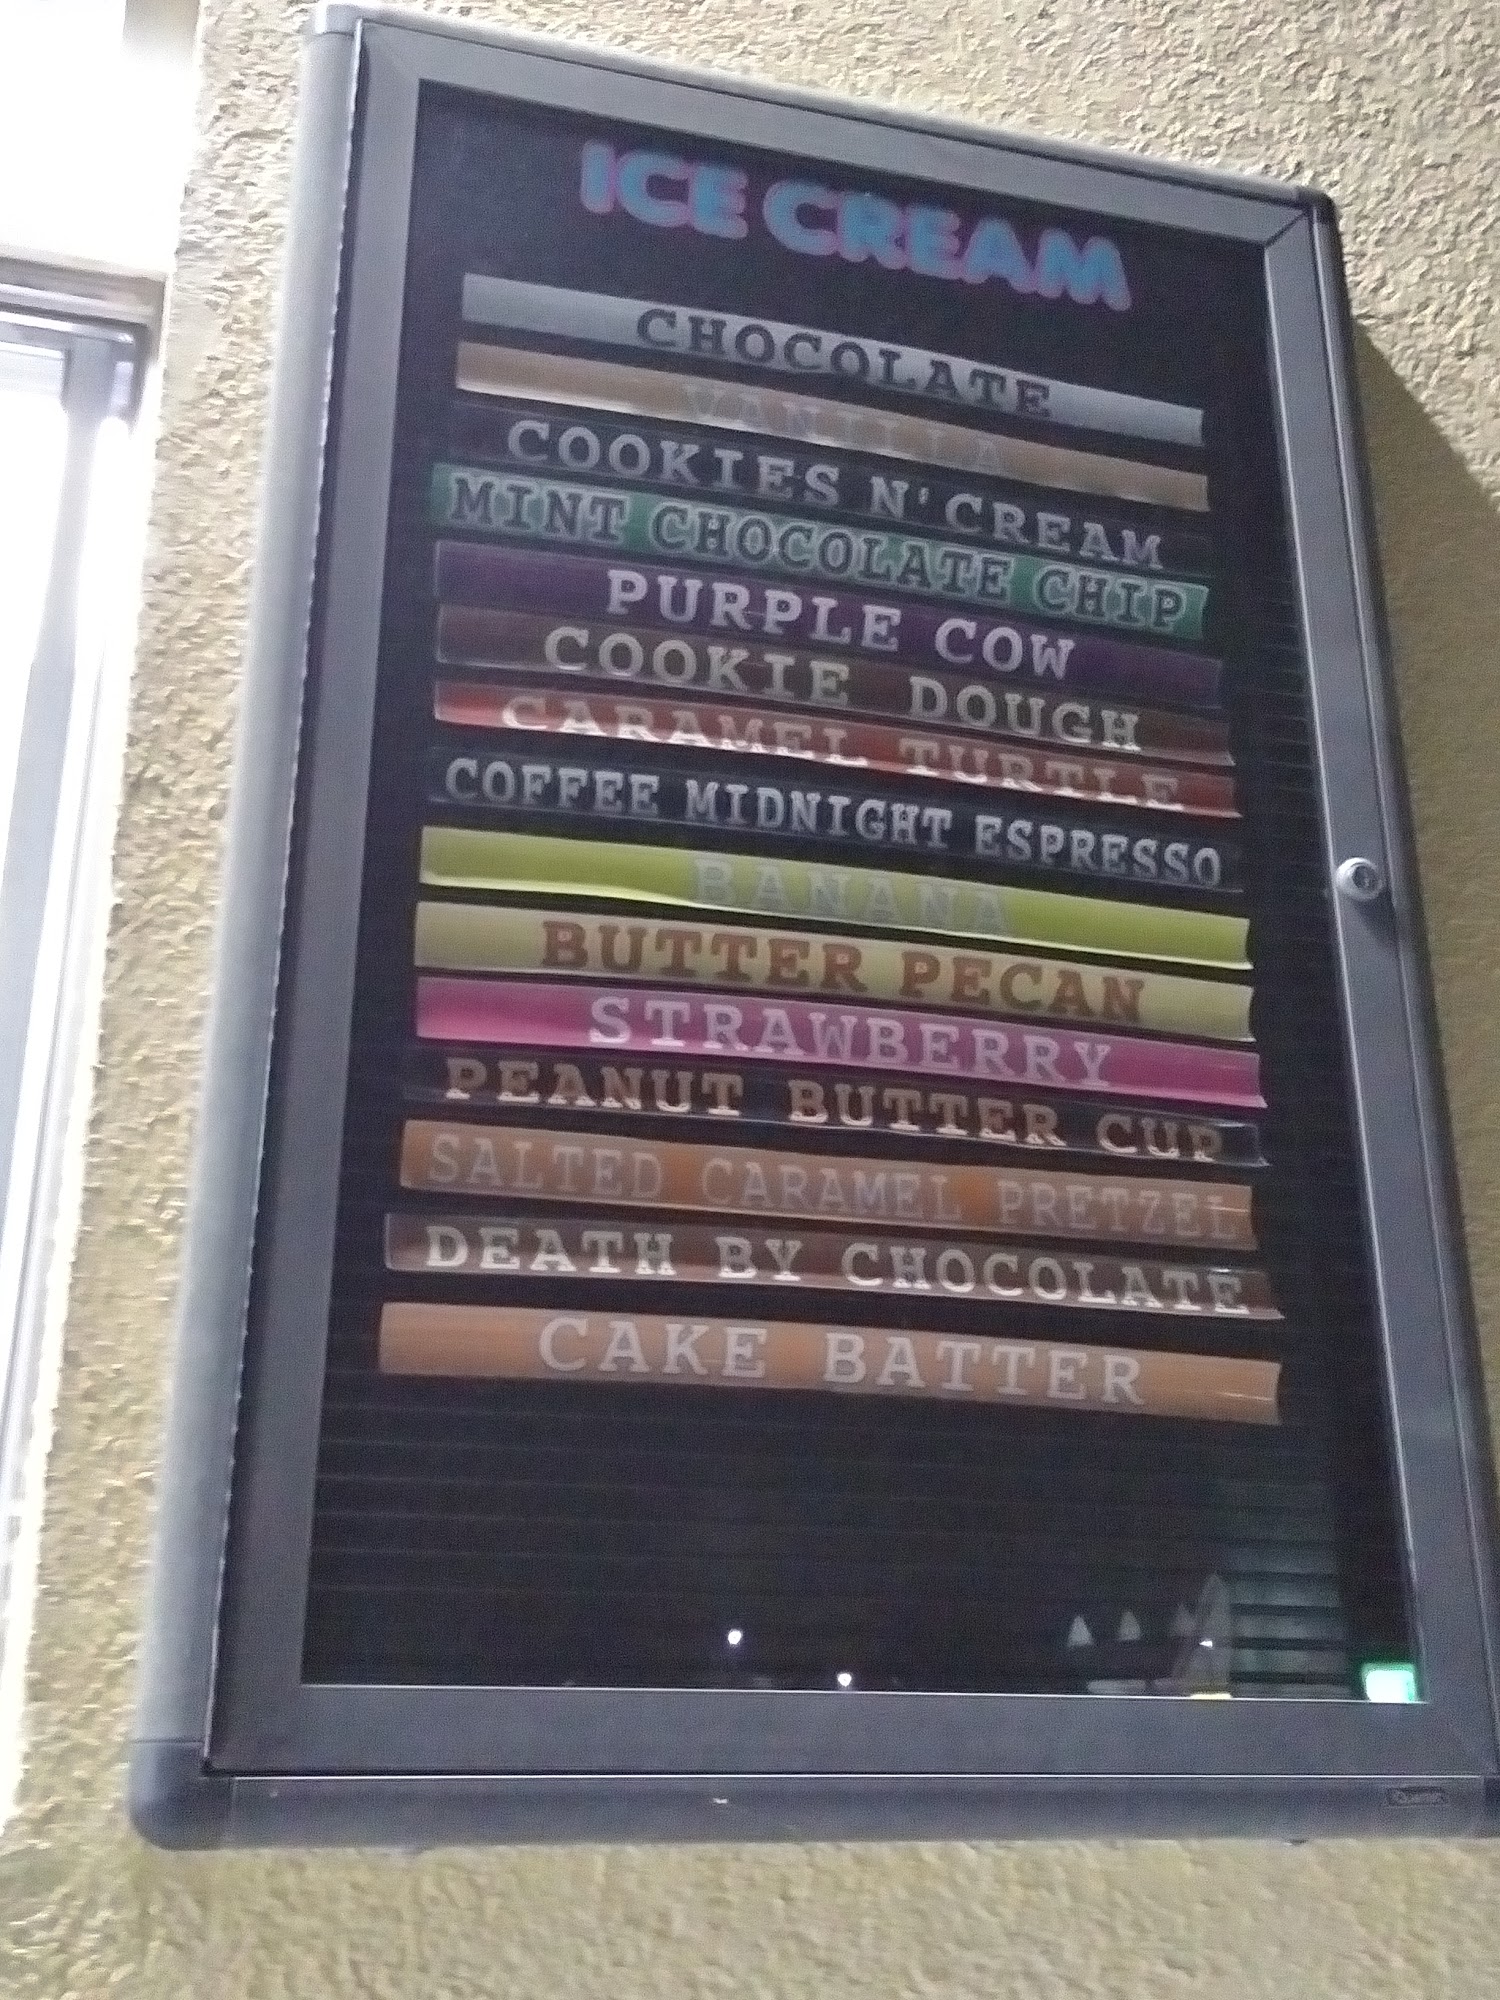 ICE CREAM
CHOCOLATE
VANILLA
COOKIES N' CREAM
MINT CHOCOLATE CHIP
PURPLE COW
COOKIE DOUGH
CARAMEL TURTLE
COFFEE MIDNIGHT ESPRESSO
BANANA
BUTTER PECAN
STRAWBERRY
PEANUT BUTTER CUP
SALTED CARAMEL PRETZEL
DEATH BY CHOCOLATE
CAKE BATTER